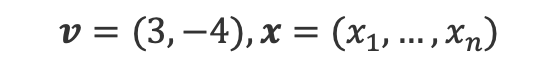 v = (3, −4), x = (x₁, ... , xₙ)